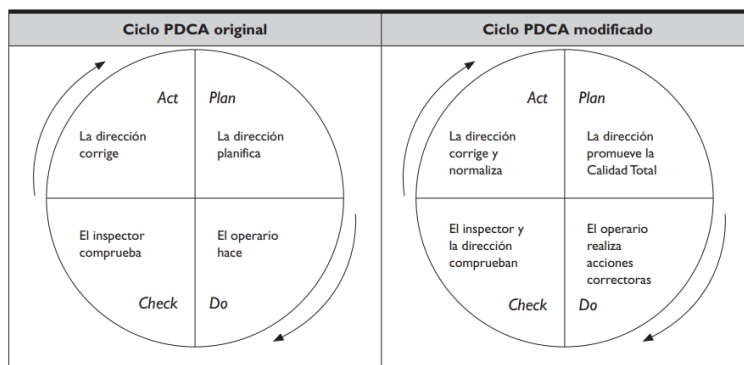 Ciclo PDCA original
Act
Plan
La dirección
corrige
La dirección
planifica
El inspector
comprueba
El operario
hace
Check
Do
Ciclo PDCA modificado
Act
Plan
La dirección
corrige y
normaliza
La dirección
promueve la
Calidad Total
El inspector y
la dirección
comprueban
El operario
realiza
acciones
correctoras
Check
Do